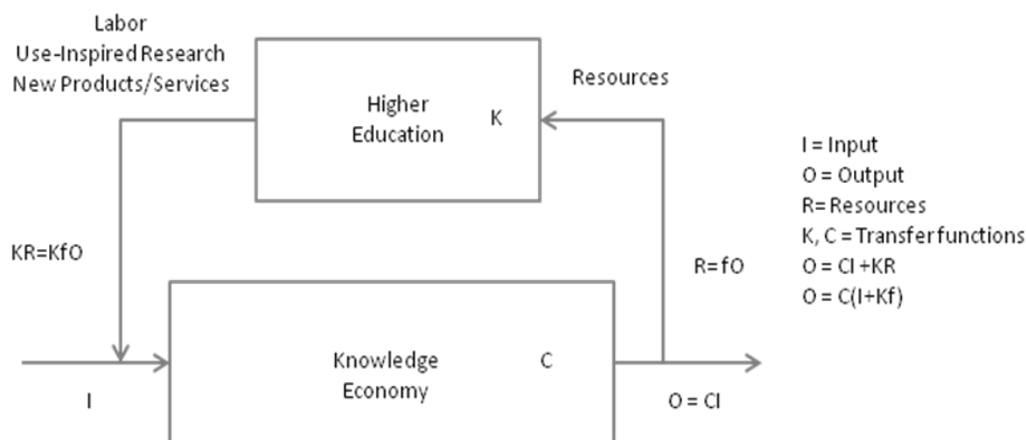 Labor
Use-Inspired Research
New Products/Services
Higher
Education
K
Resources
I = Input
O = Output
R= Resources
K, C = Transfer functions
O = CI +KR
O = C(I+Kf)
KR=KfO
R=fO
Knowledge
Economy
C
I
O = CI